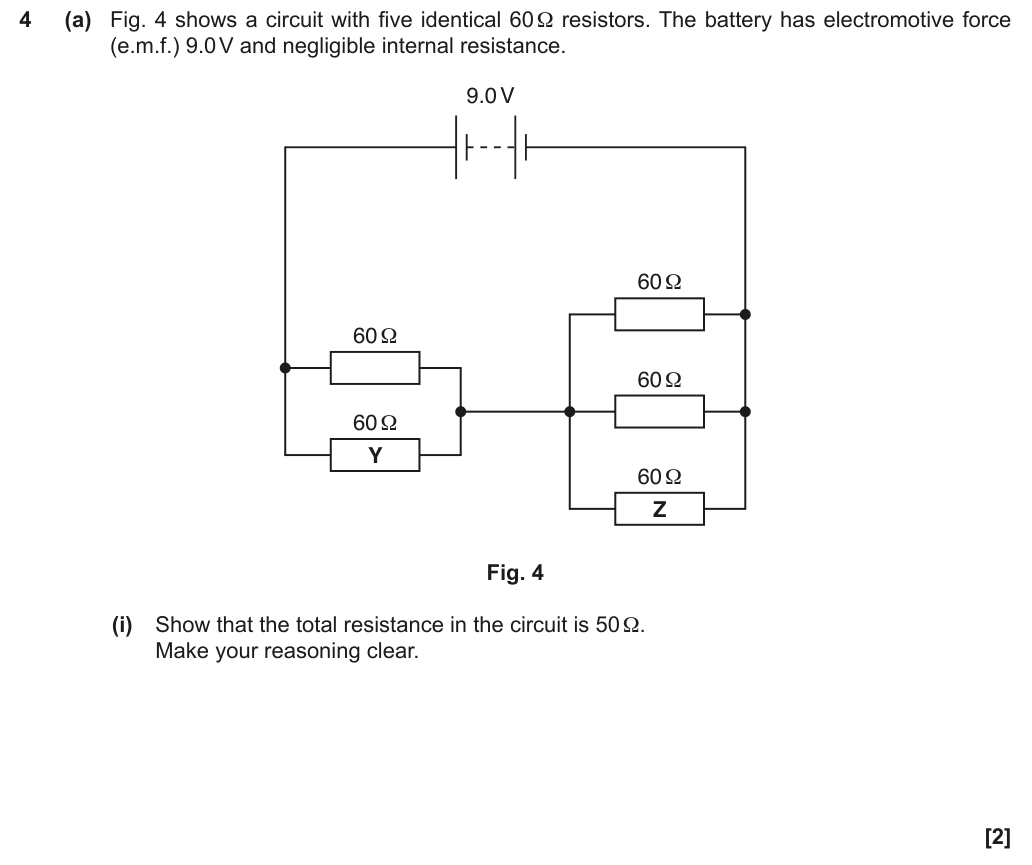 4 (a) Fig. 4 shows a circuit with five identical 60 Ω resistors. The battery has electromotive force
(e.m.f.) 9.0 V and negligible internal resistance.
9.0 V
60 Ω
60 Ω
60 Ω
60 Ω
Y
60 Ω
Z
Fig. 4
(i) Show that the total resistance in the circuit is 50 Ω.
Make your reasoning clear.
[2]